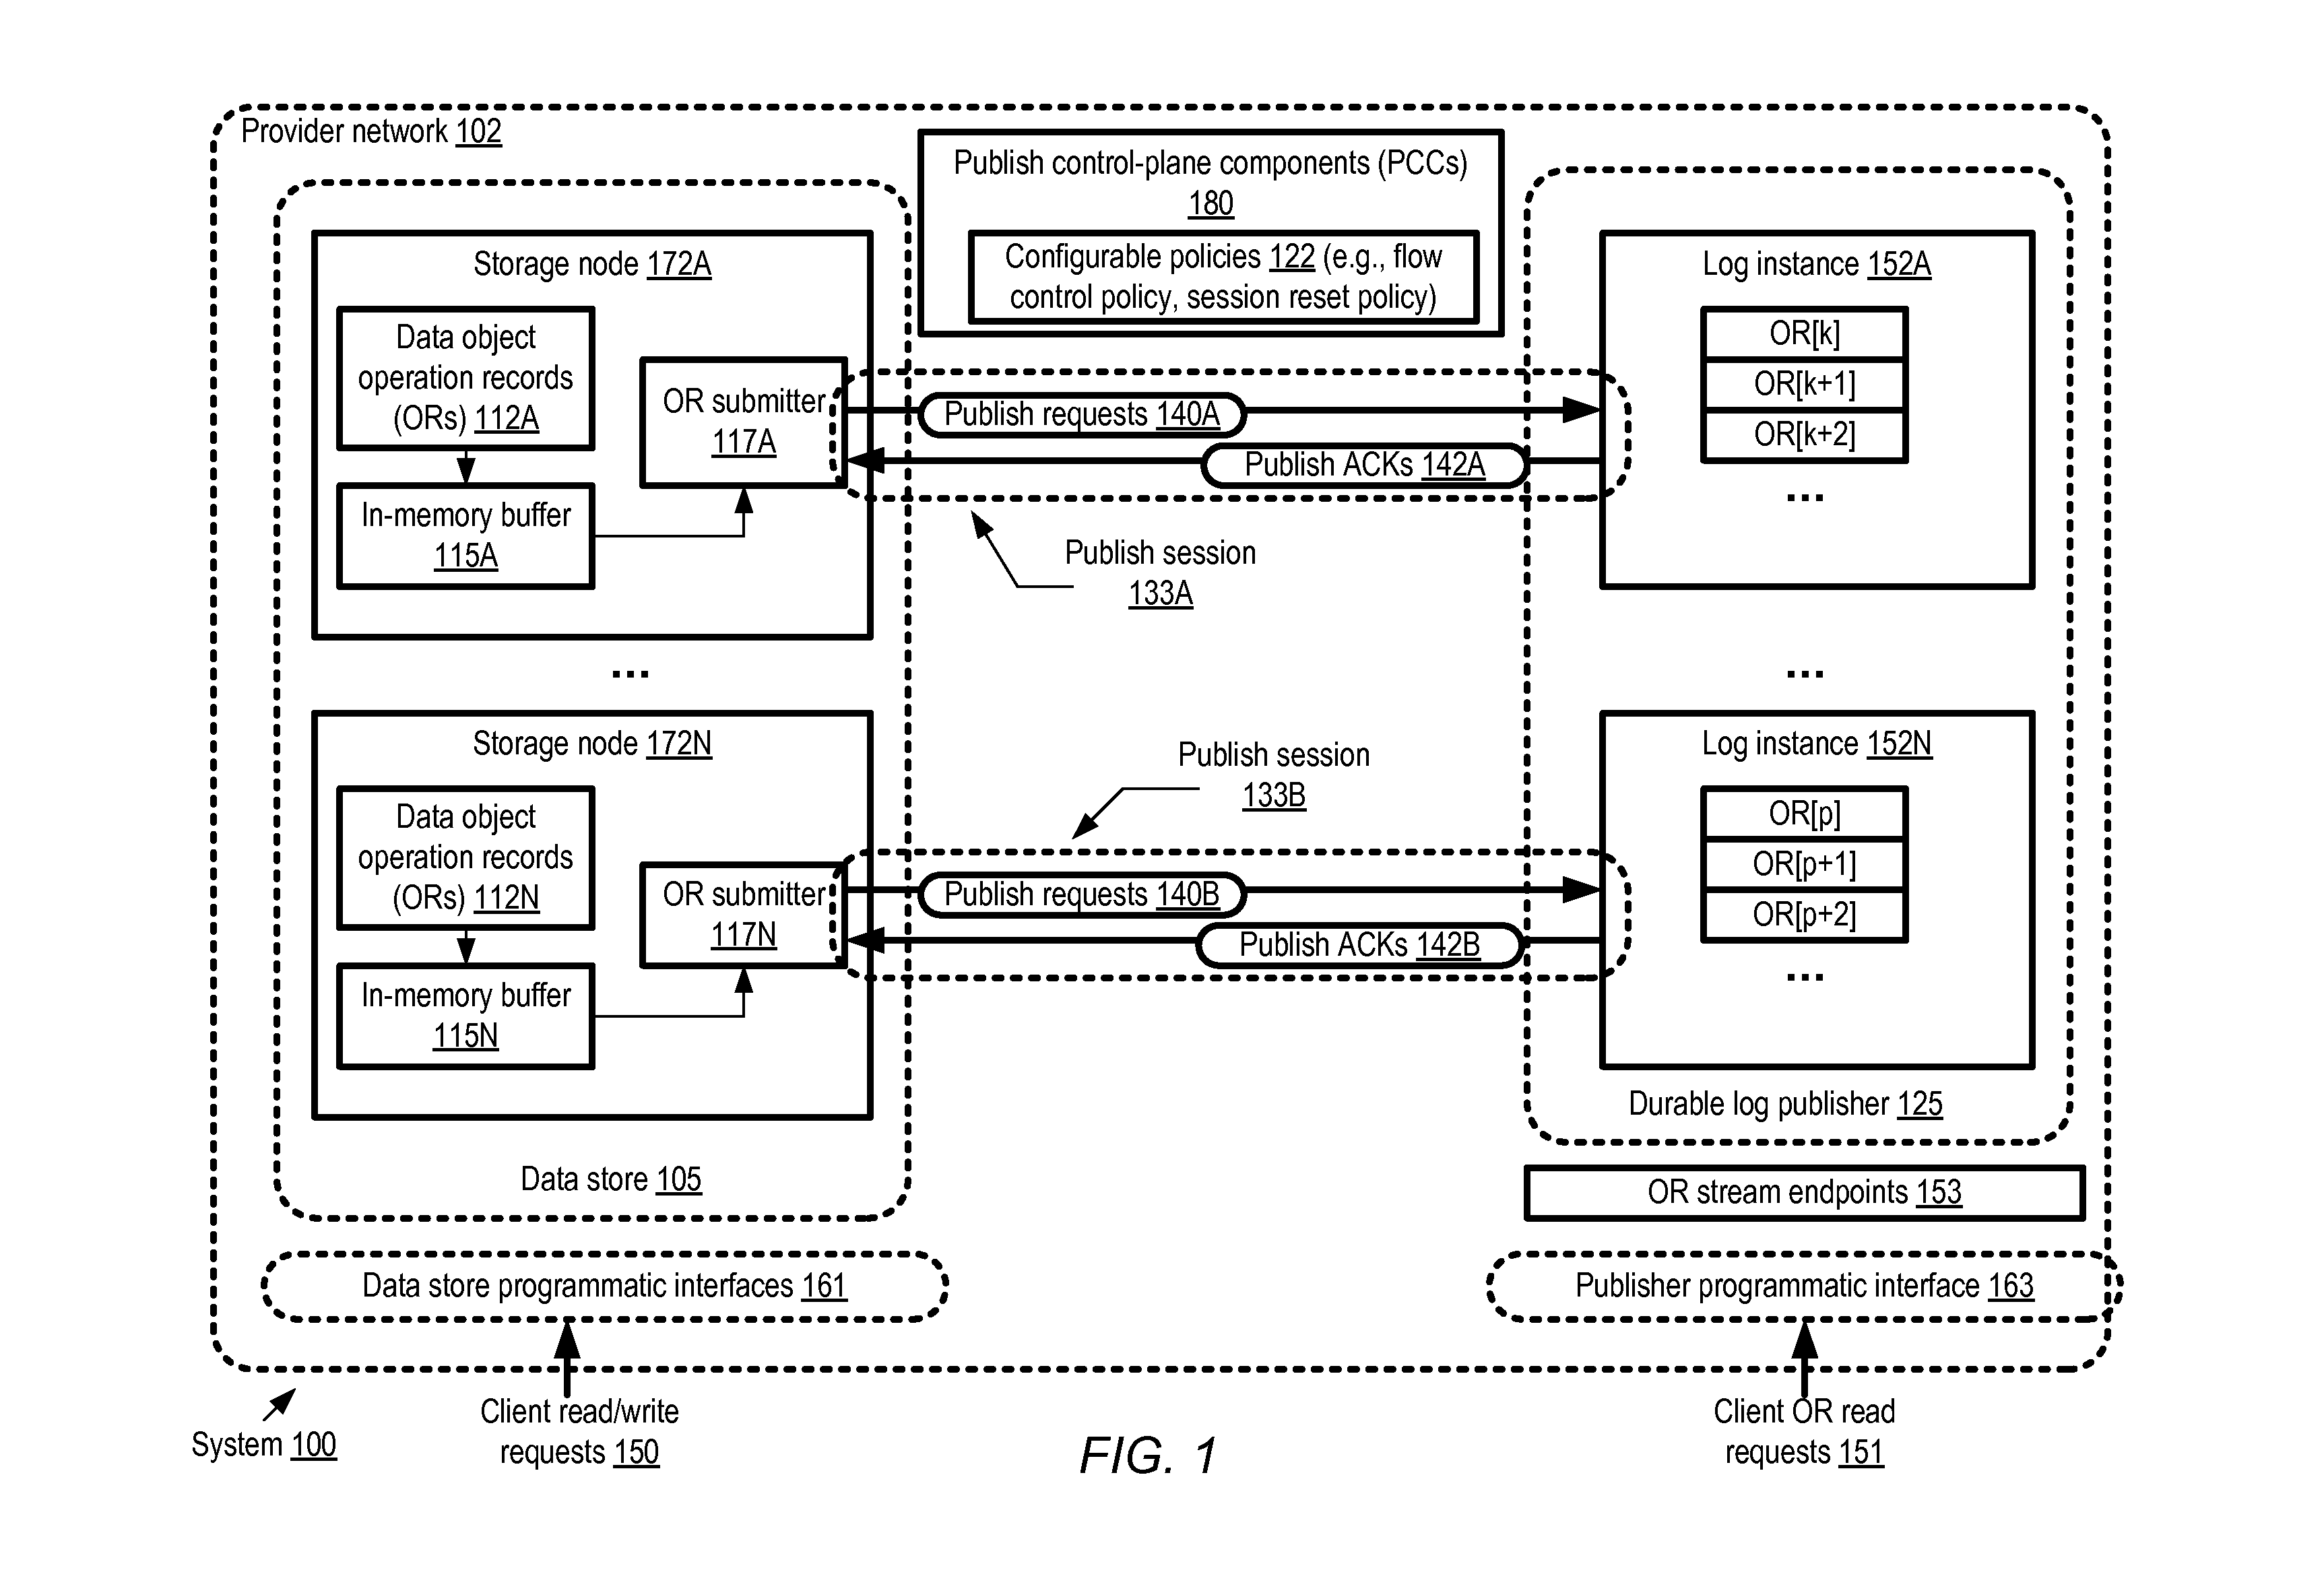 Provider network 102
Publish control-plane components (PCCs)
180
Configurable policies 122 (e.g., flow
control policy, session reset policy)
Storage node 172A
Data object
operation records
(ORs) 112A
In-memory buffer
115A
OR submitter
117A
Publish requests 140A
Publish ACKs 142A
Publish session
133A
Log instance 152A
OR[k]
OR[k+1]
OR[k+2]
...
...
...
Storage node 172N
Data object
operation records
(ORs) 112N
In-memory buffer
115N
OR submitter
117N
Publish session
133B
Publish requests 140B
Publish ACKs 142B
Log instance 152N
OR[p]
OR[p+1]
OR[p+2]
...
Durable log publisher 125
Data store 105
OR stream endpoints 153
Data store programmatic interfaces 161
Publisher programmatic interface 163
System 100
Client read/write
requests 150
FIG. 1
Client OR read
requests 151